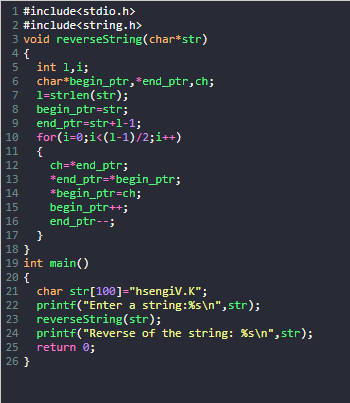 1 #include<stdio.h>
2 #include<string.h>
3 void reverseString(char*str)
4 {
5 int l,i;
6 char*begin_ptr,*end_ptr,ch;
7 l=strlen(str);
8 begin_ptr=str;
9 end_ptr=str+l-1;
10 for(i=0;i<(l-1)/2;i++)
11 {
12 ch=*end_ptr;
13 *end_ptr=*begin_ptr;
14 *begin_ptr=ch;
15 begin_ptr++;
16 end_ptr--;
17 }
18 }
19 int main()
20 {
21 char str[100]="hsengiV.K";
22 printf("Enter a string:%s\n",str);
23 reverseString(str);
24 printf("Reverse of the string: %s\n",str);
25 return 0;
26 }